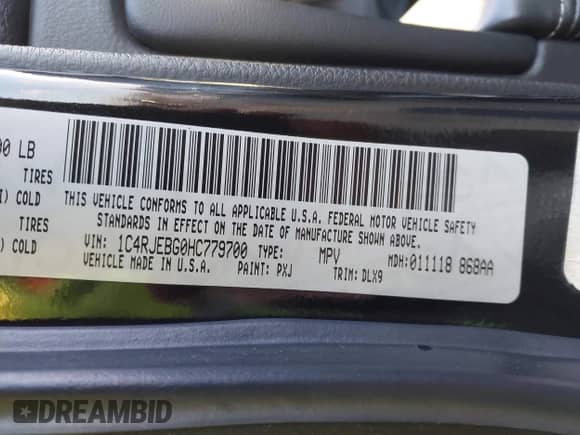 00 LB
TIRES
I) COLD
TIRES
) COLD
THIS VEHICLE CONFORMS TO ALL APPLICABLE U.S.A. FEDERAL MOTOR VEHICLE SAFETY
STANDARDS IN EFFECT ON THE DATE OF MANUFACTURE SHOWN ABOVE.
VIN: 1C4RJEBG0HC779700 TYPE: MPV MDH:011118 868AA
VEHICLE MADE IN U.S.A. PAINT: PXJ TRIM: DLX9
DREAMBID